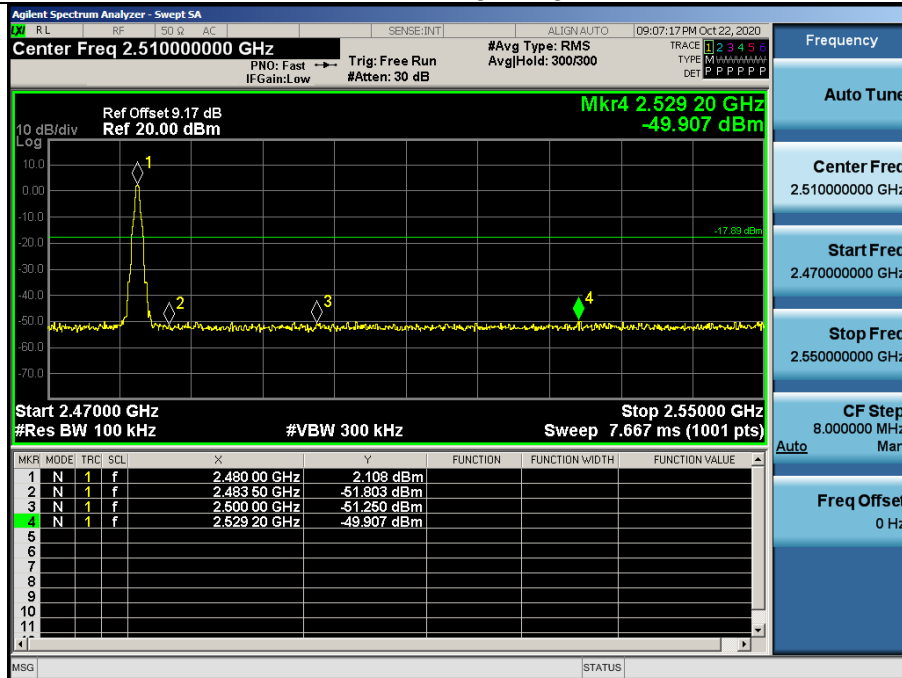 Agilent Spectrum Analyzer - Swept SA
LXI RL RF 50 Ω AC SENSE:INT ALIGN AUTO 09:07:17 PM Oct 22, 2020
Center Freq 2.510000000 GHz
PNO: Fast
IFGain:Low
Trig: Free Run
#Atten: 30 dB
#Avg Type: RMS
Avg|Hold: 300/300
TRACE 1 2 3 4 5 6
TYPE M
DET P P P P P P
Ref Offset 9.17 dB
10 dB/div Ref 20.00 dBm
Log
Mkr4 2.529 20 GHz
-49.907 dBm
10.0
0.00
-10.0
-20.0
-30.0
-40.0
-50.0
-60.0
-70.0
1
2
3
4
-17.89 dBm
Start 2.47000 GHz Stop 2.55000 GHz
#Res BW 100 kHz #VBW 300 kHz Sweep 7.667 ms (1001 pts)
MKR MODE TRC SCL X Y FUNCTION FUNCTION WIDTH FUNCTION VALUE
1 N 1 f 2.480 00 GHz 2.108 dBm
2 N 1 f 2.483 50 GHz -51.803 dBm
3 N 1 f 2.500 00 GHz -51.250 dBm
4 N 1 f 2.529 20 GHz -49.907 dBm
5
6
7
8
9
10
11
MSG STATUS
Frequency
Auto Tune
Center Freq
2.510000000 GHz
Start Freq
2.470000000 GHz
Stop Freq
2.550000000 GHz
CF Step
8.000000 MHz
Auto Man
Freq Offset
0 Hz